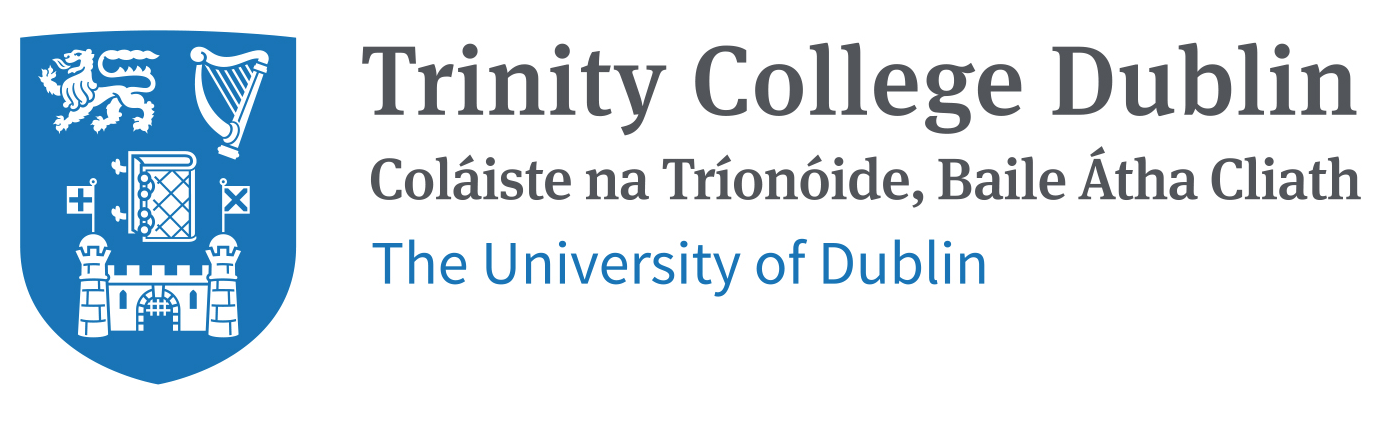 Trinity College Dublin
Coláiste na Tríonóide, Baile Átha Cliath
The University of Dublin